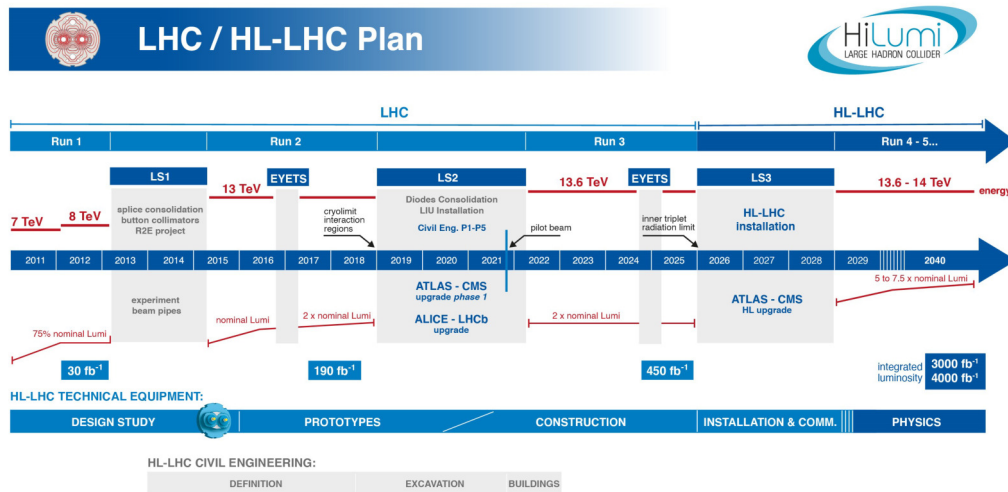 LHC / HL-LHC Plan
HiLumi
LARGE HADRON COLLIDER
LHC
HL-LHC
Run 1
Run 2
Run 3
Run 4 - 5...
LS1
EYETS
LS2
EYETS
LS3
13 TeV
13.6 TeV
13.6 - 14 TeV
energy
7 TeV
8 TeV
splice consolidation
button collimators
R2E project
cryolimit
interaction
regions
Diodes Consolidation
LIU Installation
Civil Eng. P1-P5
pilot beam
inner triplet
radiation limit
HL-LHC
installation
2011 2012 2013 2014 2015 2016 2017 2018 2019 2020 2021 2022 2023 2024 2025 2026 2027 2028 2029 2040
experiment
beam pipes
ATLAS - CMS
upgrade phase 1
ALICE - LHCb
upgrade
ATLAS - CMS
HL upgrade
5 to 7.5 x nominal Lumi
75% nominal Lumi
nominal Lumi
2 x nominal Lumi
2 x nominal Lumi
30 fb⁻¹
190 fb⁻¹
450 fb⁻¹
integrated
luminosity
3000 fb⁻¹
4000 fb⁻¹
HL-LHC TECHNICAL EQUIPMENT:
DESIGN STUDY
PROTOTYPES
CONSTRUCTION
INSTALLATION & COMM.
PHYSICS
HL-LHC CIVIL ENGINEERING:
DEFINITION
EXCAVATION
BUILDINGS